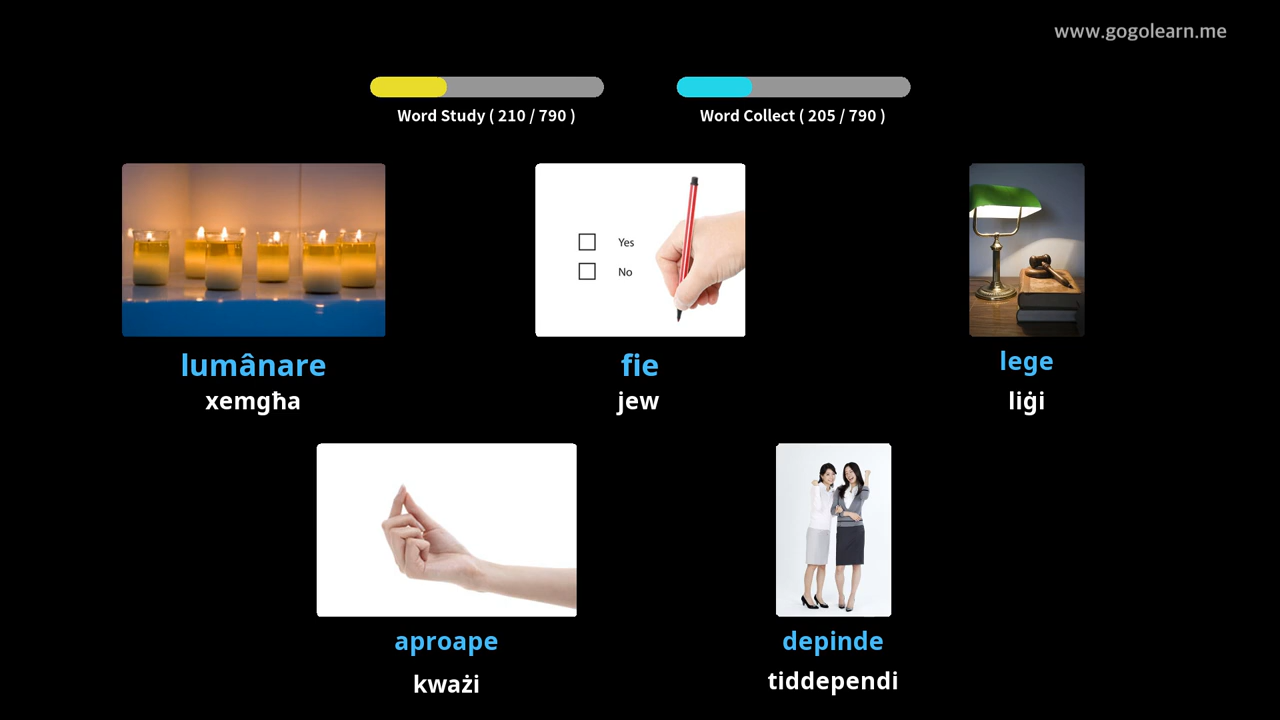 www.gogolearn.me
Word Study ( 210 / 790 )
Word Collect ( 205 / 790 )
Yes
No
lumânare
xemgħa
fie
jew
lege
liġi
aproape
kważi
depinde
tiddependi